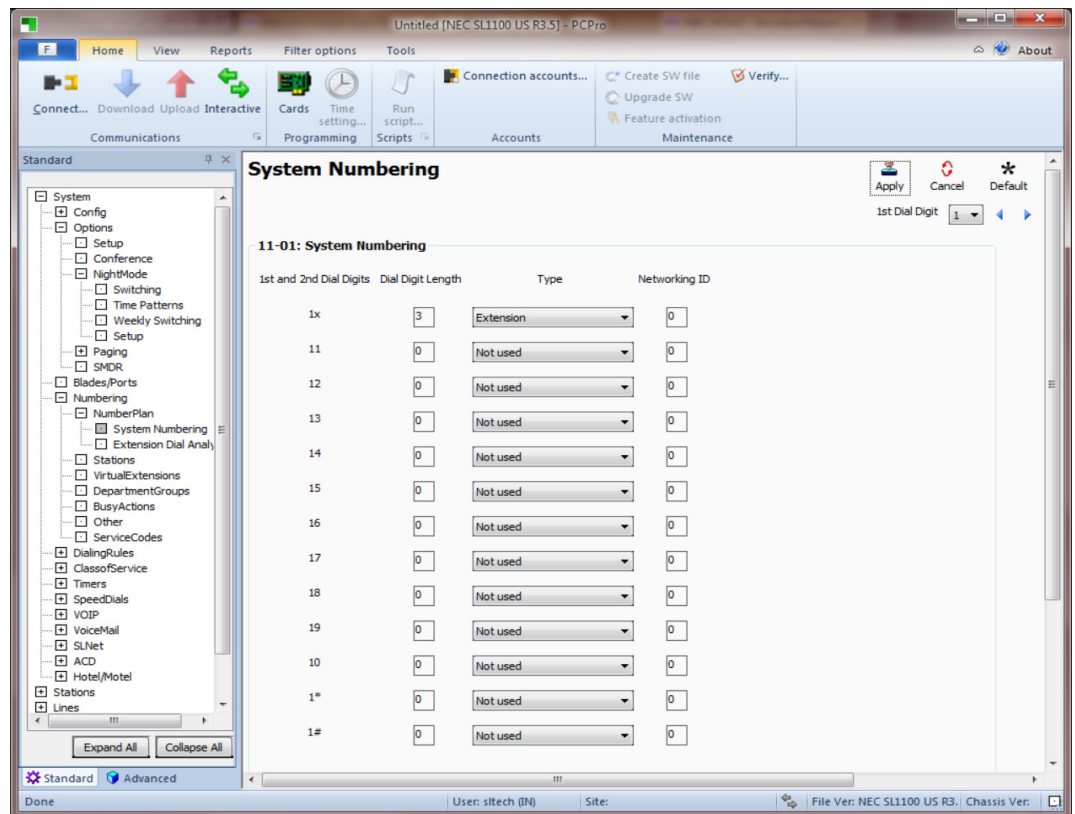 Untitled [NEC SL1100 US R3.5] - PCPro
F Home View Reports Filter options Tools About
Connect... Download Upload Interactive
Communications
Cards Time setting...
Programming
Run script...
Scripts
Connection accounts...
Accounts
Create SW file Verify...
Upgrade SW
Feature activation
Maintenance
Standard
System
Config
Options
Setup
Conference
NightMode
Switching
Time Patterns
Weekly Switching
Setup
Paging
SMDR
Blades/Ports
Numbering
NumberPlan
System Numbering
Extension Dial Analy
Stations
VirtualExtensions
DepartmentGroups
BusyActions
Other
ServiceCodes
DialingRules
ClassofService
Timers
SpeedDials
VOIP
VoiceMail
SLNet
ACD
Hotel/Motel
Stations
Lines
Expand All Collapse All
Standard Advanced
System Numbering
Apply Cancel Default
1st Dial Digit 1
11-01: System Numbering
1st and 2nd Dial Digits Dial Digit Length Type Networking ID
1x 3 Extension 0
11 0 Not used 0
12 0 Not used 0
13 0 Not used 0
14 0 Not used 0
15 0 Not used 0
16 0 Not used 0
17 0 Not used 0
18 0 Not used 0
19 0 Not used 0
10 0 Not used 0
1* 0 Not used 0
1# 0 Not used 0
Done User: sltech (IN) Site: File Ver: NEC SL1100 US R3. Chassis Ver: